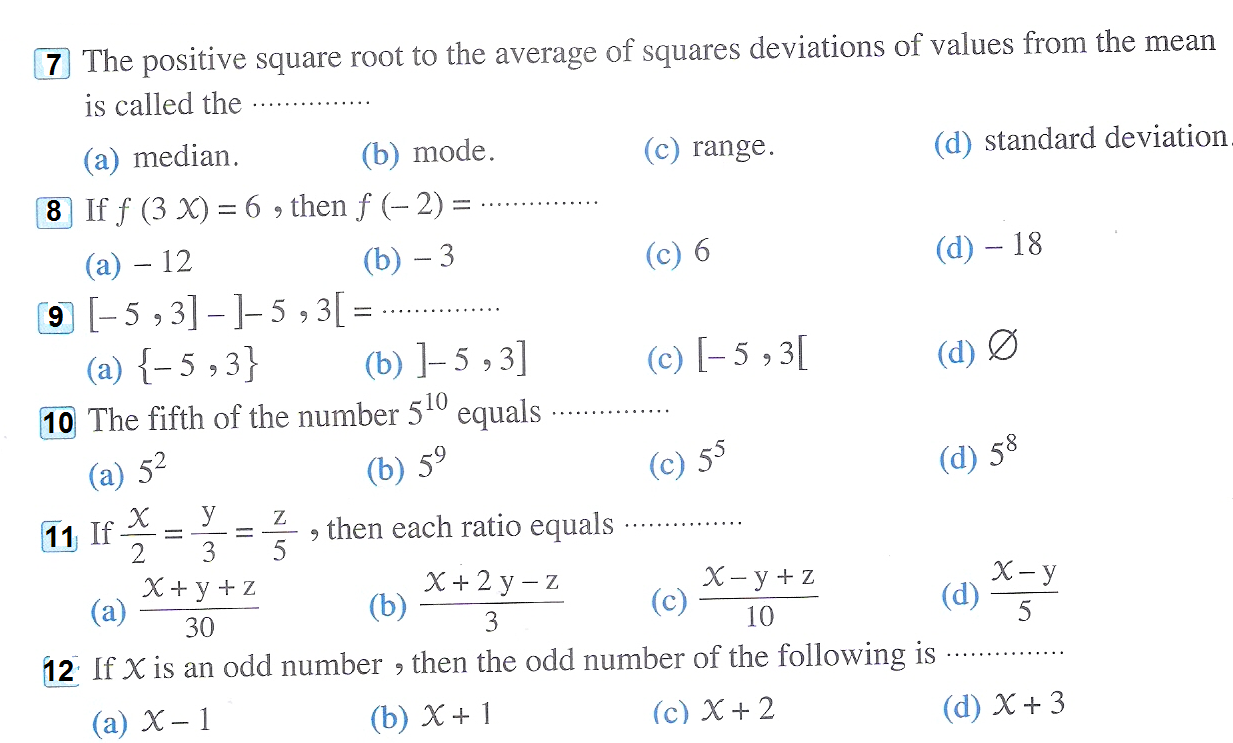 7 The positive square root to the average of squares deviations of values from the mean
is called the ...............
(a) median. (b) mode. (c) range. (d) standard deviation.
8 If f (3 X) = 6 , then f (– 2) = ...............
(a) – 12 (b) – 3 (c) 6 (d) – 18
9 [– 5 , 3] – ]– 5 , 3[ = ...............
(a) {– 5 , 3} (b) ]– 5 , 3] (c) [– 5 , 3[ (d) ∅
10 The fifth of the number 5^10 equals ...............
(a) 5^2 (b) 5^9 (c) 5^5 (d) 5^8
11 If X/2 = y/3 = z/5 , then each ratio equals ...............
(a) (X + y + z)/30 (b) (X + 2 y – z)/3 (c) (X – y + z)/10 (d) (X – y)/5
12 If X is an odd number , then the odd number of the following is ...............
(a) X – 1 (b) X + 1 (c) X + 2 (d) X + 3